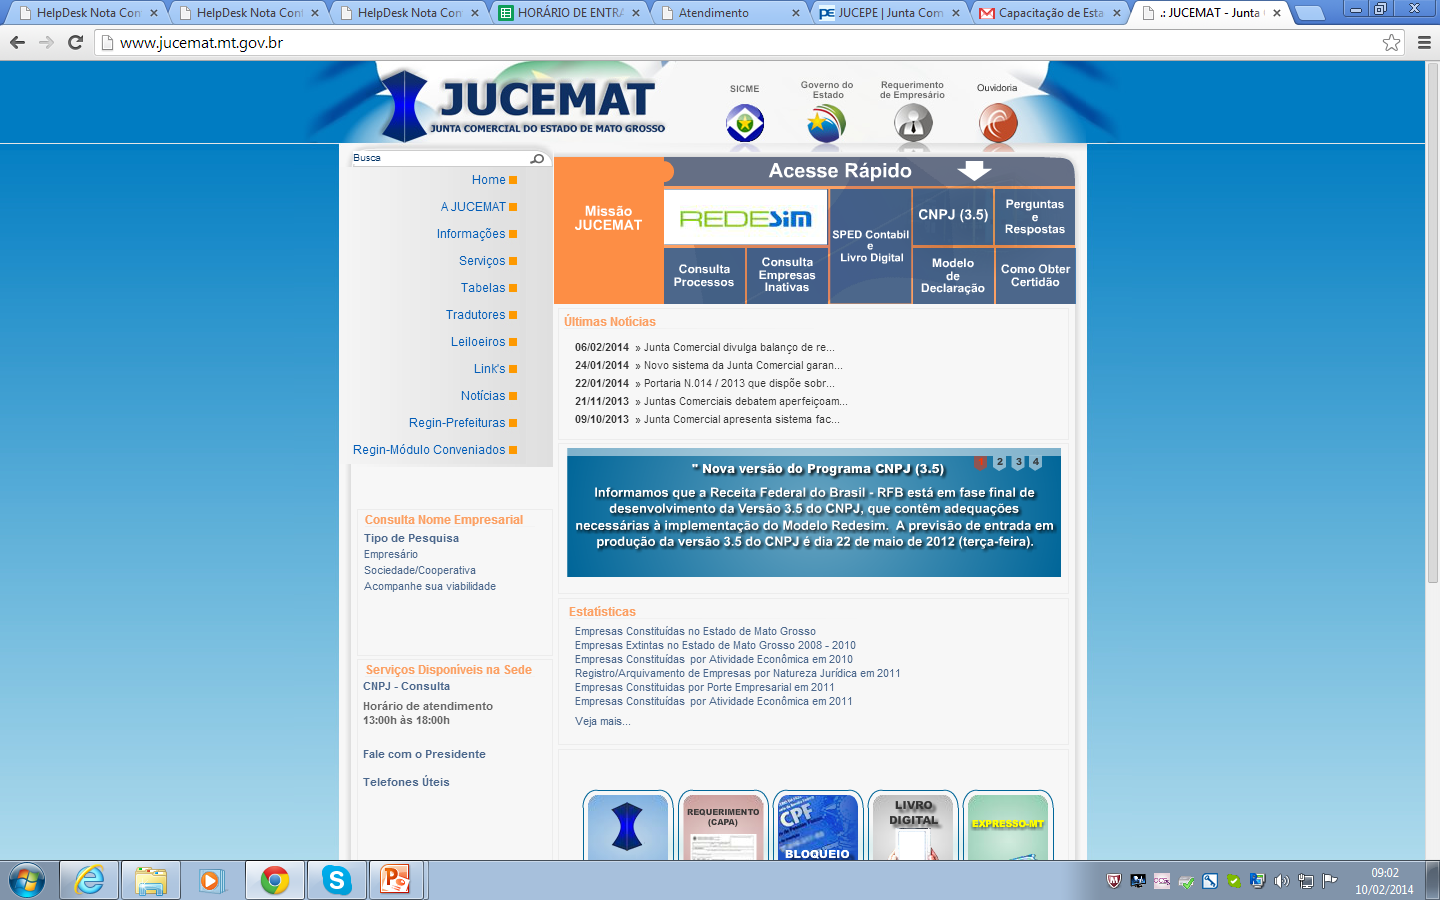 HelpDesk Nota Con
HelpDesk Nota Con
HelpDesk Nota Con
HORÁRIO DE ENTRA
Atendimento
JUCEPE | Junta Com
Capacitação de Esta
.: JUCEMAT - Junta
www.jucemat.mt.gov.br
JUCEMAT
JUNTA COMERCIAL DO ESTADO DE MATO GROSSO
SICME
Governo do
Estado
Requerimento
de Empresário
Ouvidoria
Busca
Home
A JUCEMAT
Informações
Serviços
Tabelas
Tradutores
Leiloeiros
Link's
Notícias
Regin-Prefeituras
Regin-Módulo Conveniados
Consulta Nome Empresarial
Tipo de Pesquisa
Empresário
Sociedade/Cooperativa
Acompanhe sua viabilidade
Serviços Disponíveis na Sede
CNPJ - Consulta
Horário de atendimento
13:00h às 18:00h
Fale com o Presidente
Telefones Úteis
Missão
JUCEMAT
Acesse Rápido
REDESIM
SPED Contabil
e
Livro Digital
CNPJ (3.5)
Perguntas
e
Respostas
Consulta
Processos
Consulta
Empresas
Inativas
Modelo
de
Declaração
Como Obter
Certidão
Últimas Notícias
06/02/2014 » Junta Comercial divulga balanço de re...
24/01/2014 » Novo sistema da Junta Comercial garan...
22/01/2014 » Portaria N.014 / 2013 que dispõe sobr...
21/11/2013 » Juntas Comerciais debatem aperfeiçoam...
09/10/2013 » Junta Comercial apresenta sistema fac...
2 3 4
" Nova versão do Programa CNPJ (3.5)
Informamos que a Receita Federal do Brasil - RFB está em fase final de
desenvolvimento da Versão 3.5 do CNPJ, que contêm adequações
necessárias à implementação do Modelo Redesim. A previsão de entrada em
produção da versão 3.5 do CNPJ é dia 22 de maio de 2012 (terça-feira).
Estatísticas
Empresas Constituídas no Estado de Mato Grosso
Empresas Extintas no Estado de Mato Grosso 2008 - 2010
Empresas Constituídas por Atividade Econômica em 2010
Registro/Arquivamento de Empresas por Natureza Jurídica em 2011
Empresas Constituidas por Porte Empresarial em 2011
Empresas Constituídas por Atividade Econômica em 2011
Veja mais...
REQUERIMENTO
(CAPA)
CPF
BLOQUEIO
LIVRO
DIGITAL
EXPRESSO-MT
09:02
10/02/2014